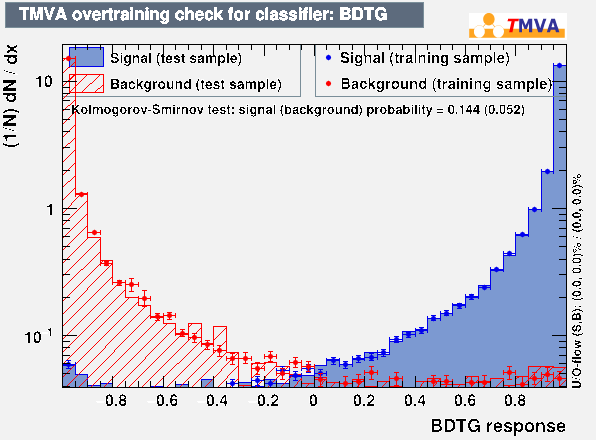 TMVA overtraining check for classifier: BDTG
TMVA
Signal (test sample)
Signal (training sample)
Background (test sample)
Background (training sample)
Kolmogorov-Smirnov test: signal (background) probability = 0.144 (0.052)
(1/N) dN / dx
10
1
10⁻¹
0.8 0.6 0.4 -0.2 0 0.2 0.4 0.6 0.8
BDTG response
U/O-flow (S,B): (0.0, 0.0)% / (0.0, 0.0)%